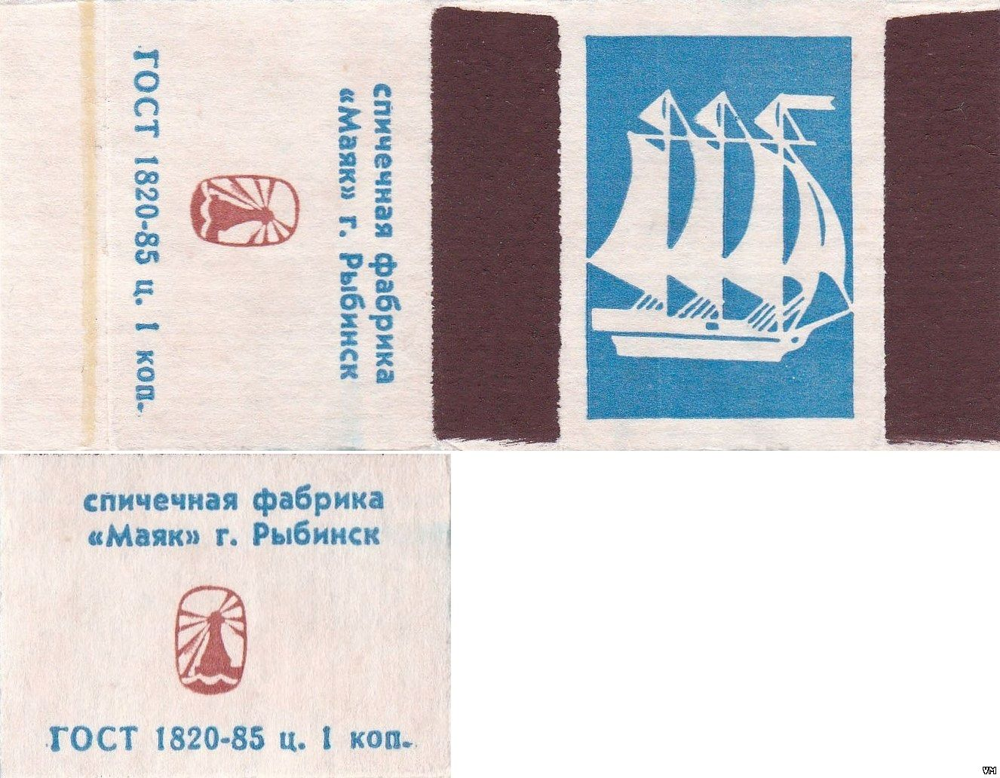 спичечная фабрика
«Маяк» г. Рыбинск
ГОСТ 1820-85 ц. 1 коп.
спичечная фабрика
«Маяк» г. Рыбинск
ГОСТ 1820-85 ц. 1 коп.
VM